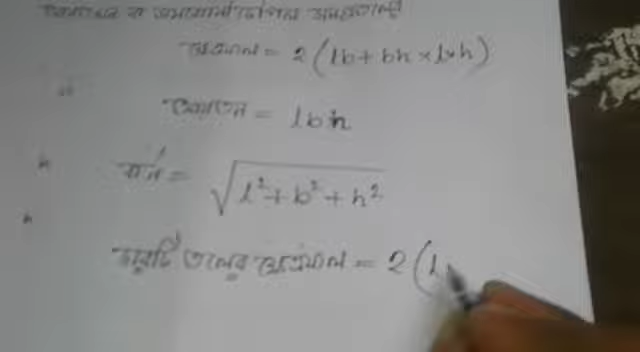 ক্ষেত্রফল = 2 (lb + bh × l×h)
আয়তন = lbh
কর্ণ = √l² + b² + h²
চারটি তলের ক্ষেত্রফল = 2 (l